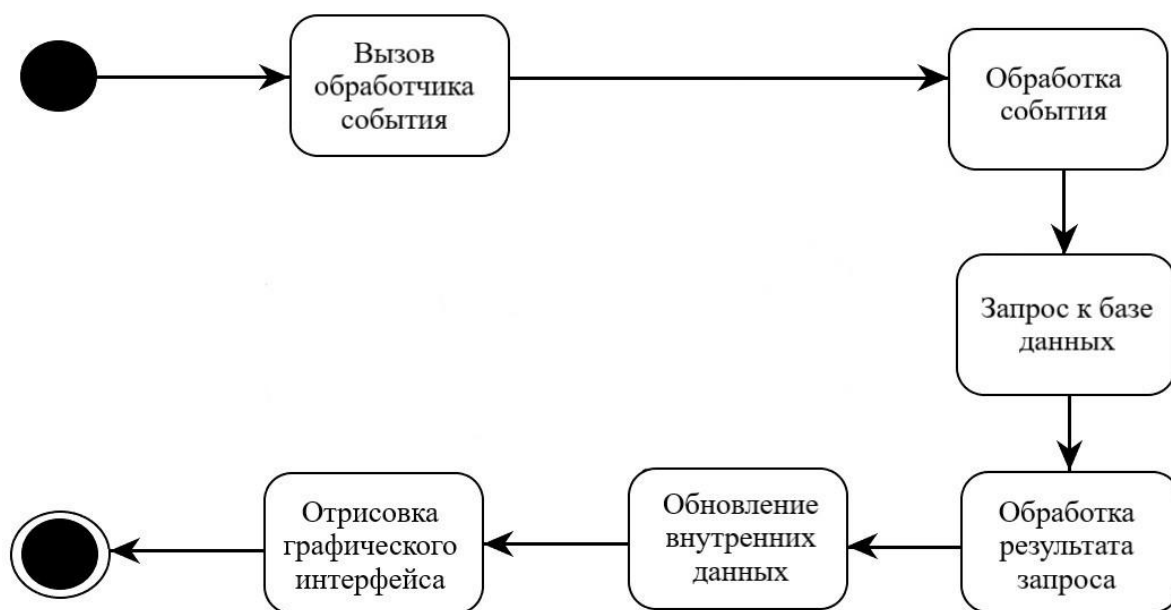 Вызов
обработчика
события
Обработка
события
Запрос к базе
данных
Обработка
результата
запроса
Обновление
внутренних
данных
Отрисовка
графического
интерфейса